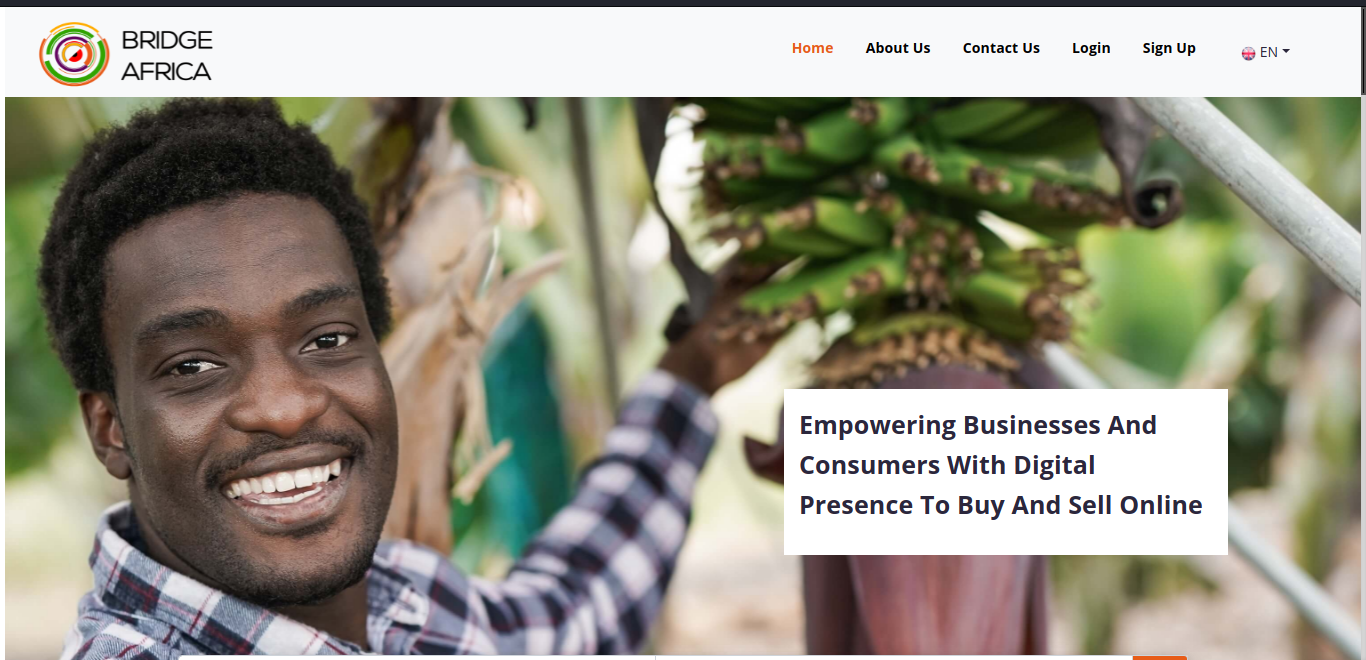 BRIDGE
AFRICA
Home About Us Contact Us Login Sign Up EN
Empowering Businesses And
Consumers With Digital
Presence To Buy And Sell Online